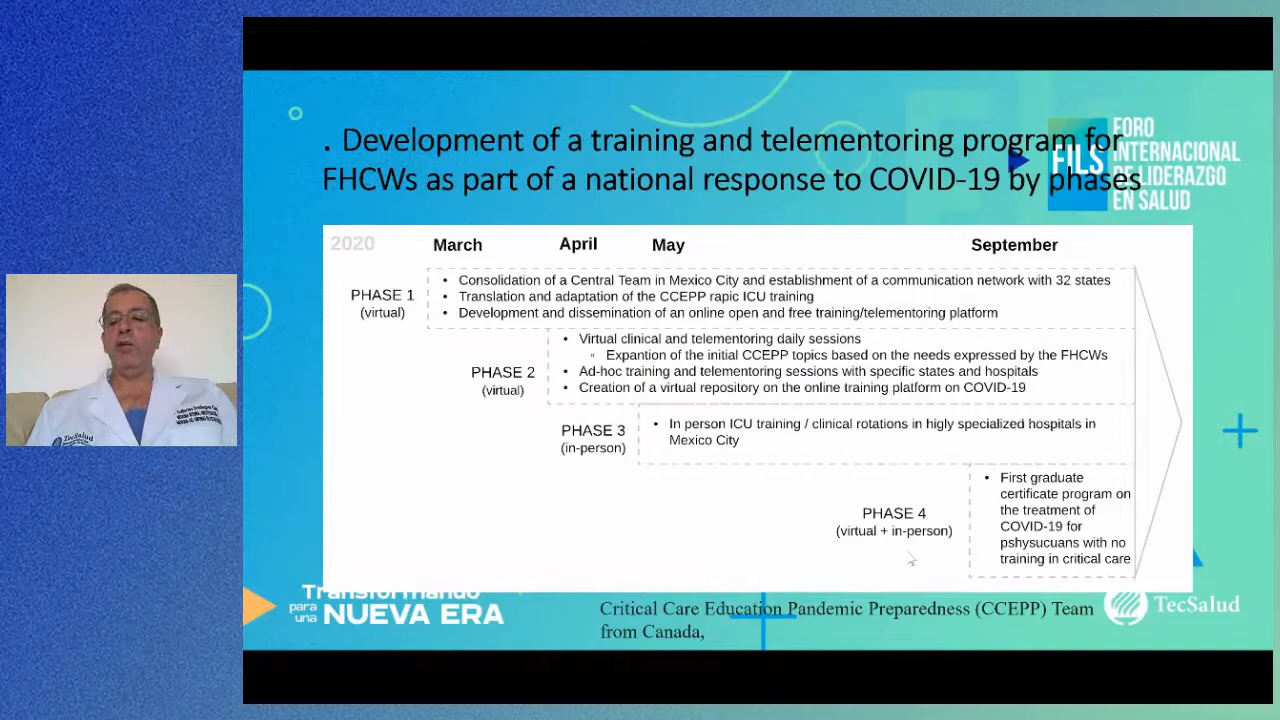 . Development of a training and telementoring program for
FHCWs as part of a national response to COVID-19 by phases
FILS
FORO
INTERNACIONAL
DE LIDERAZGO
EN SALUD
2020
March
April
May
September
PHASE 1
(virtual)
• Consolidation of a Central Team in Mexico City and establishment of a communication network with 32 states
• Translation and adaptation of the CCEPP rapic ICU training
• Development and dissemination of an online open and free training/telementoring platform
PHASE 2
(virtual)
• Virtual clinical and telementoring daily sessions
▫ Expantion of the initial CCEPP topics based on the needs expressed by the FHCWs
• Ad-hoc training and telementoring sessions with specific states and hospitals
• Creation of a virtual repository on the online training platform on COVID-19
PHASE 3
(in-person)
• In person ICU training / clinical rotations in higly specialized hospitals in
Mexico City
PHASE 4
(virtual + in-person)
• First graduate
certificate program on
the treatment of
COVID-19 for
pshysucuans with no
training in critical care
Transformando
para una NUEVA ERA
Critical Care Education Pandemic Preparedness (CCEPP) Team
from Canada,
TecSalud
TecSalud